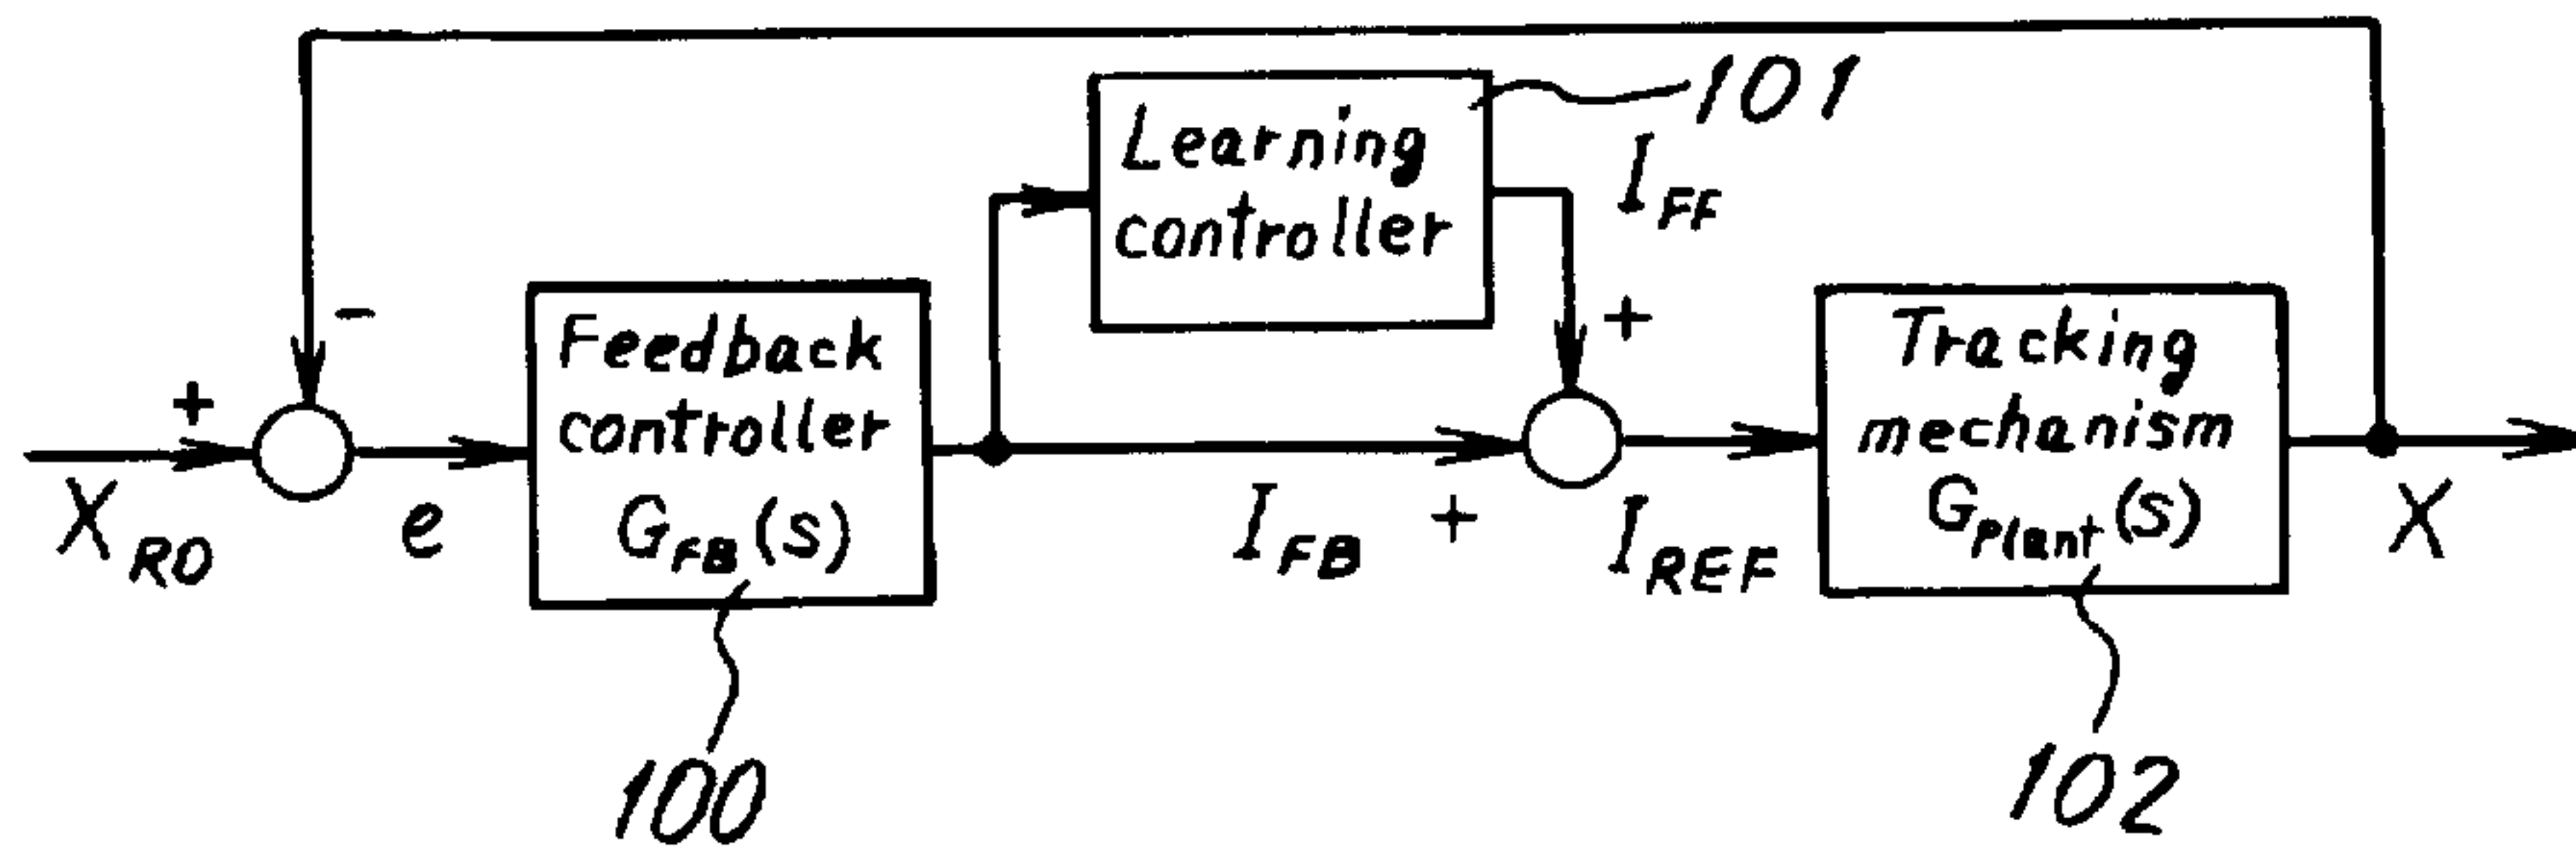 101
Learning
controller
I_FF
+
-
+
X_RO
e
Feedback
controller
G_FB(s)
I_FB
+
I_REF
Tracking
mechanism
G_Plant(s)
X
100
102